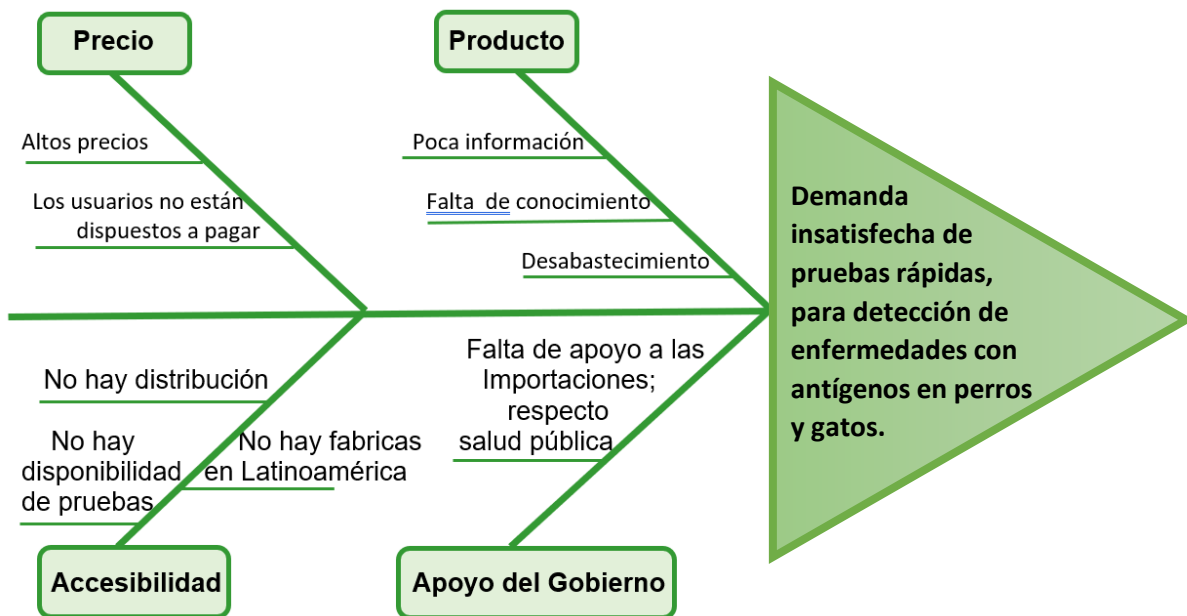 Precio
Producto
Altos precios
Los usuarios no están
dispuestos a pagar
Poca información
Falta de conocimiento
Desabastecimiento
Demanda
insatisfecha de
pruebas rápidas,
para detección de
enfermedades con
antígenos en perros
y gatos.
No hay distribución
No hay
disponibilidad
de pruebas
No hay fabricas
en Latinoamérica
Falta de apoyo a las
Importaciones;
respecto
salud pública
Accesibilidad
Apoyo del Gobierno